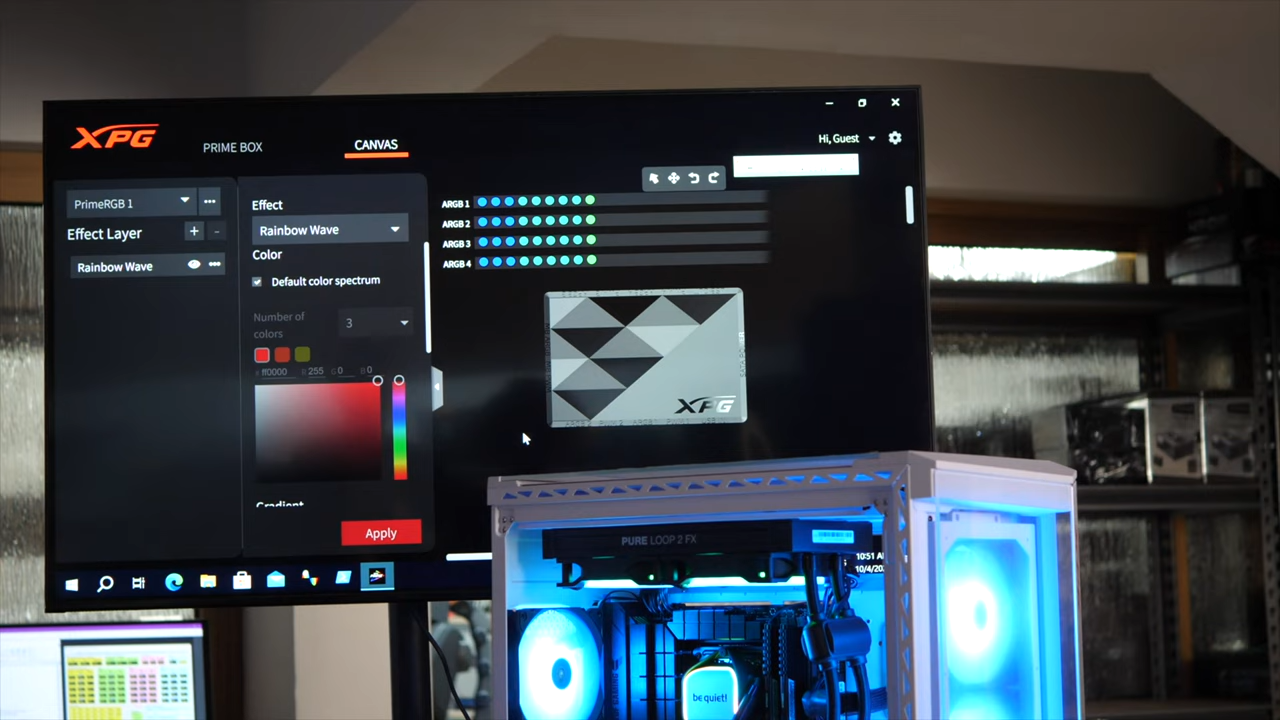 XPG
PRIME BOX
CANVAS
Hi, Guest
PrimeRGB 1
Effect Layer
+ -
Rainbow Wave
Effect
Rainbow Wave
Color
Default color spectrum
Number of
colors
3
# ff0000 R 255 G 0 B 0
Gradient
Apply
ARGB 1
ARGB 2
ARGB 3
ARGB 4
XPG
10:51 AM
PURE LOOP 2 FX
be quiet!